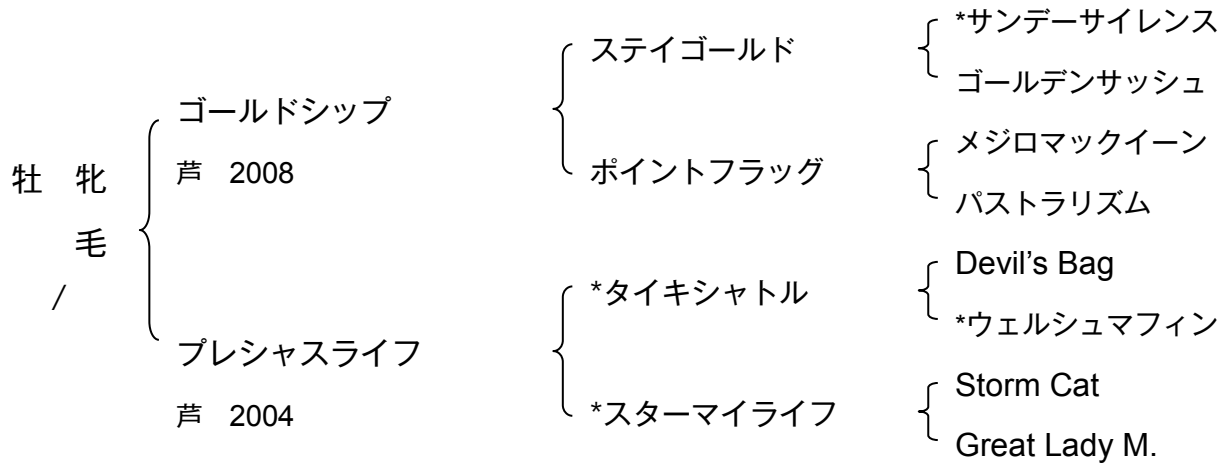 牡 牝
毛
/
ゴールドシップ
芦 2008
プレシャスライフ
芦 2004
ステイゴールド
ポイントフラッグ
*タイキシャトル
*スターマイライフ
*サンデーサイレンス
ゴールデンサッシュ
メジロマックイーン
パストラリズム
Devil’s Bag
*ウェルシュマフィン
Storm Cat
Great Lady M.